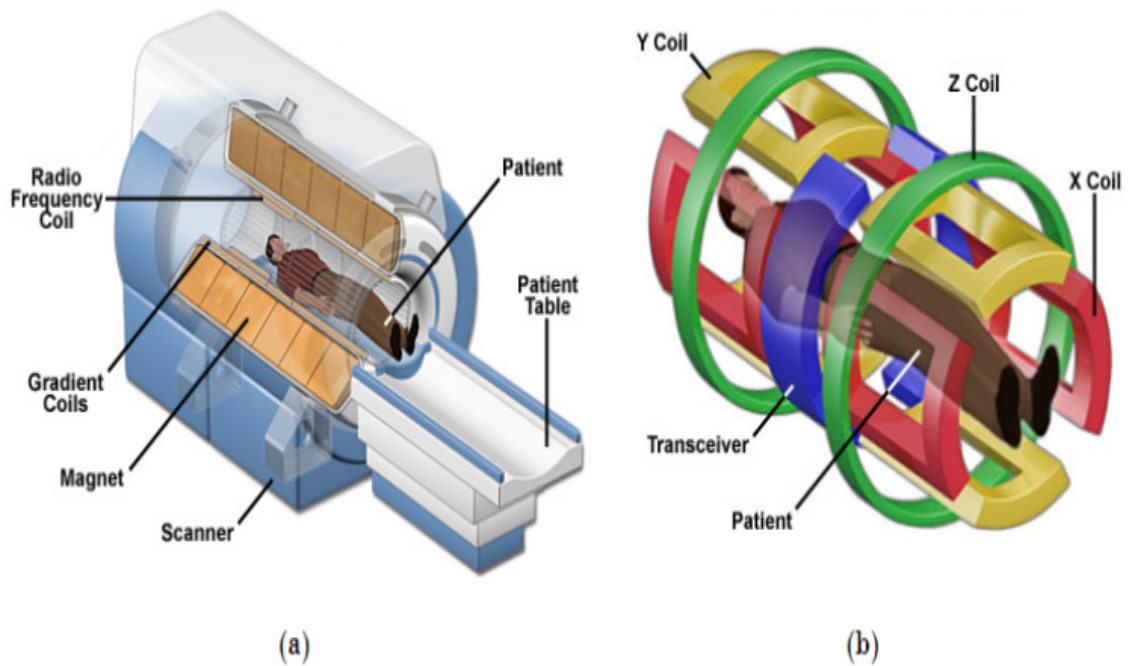 Radio
Frequency
Coil
Patient
Patient
Table
Gradient
Coils
Magnet
Scanner
(a)
Y Coil
Z Coil
X Coil
Transceiver
Patient
(b)